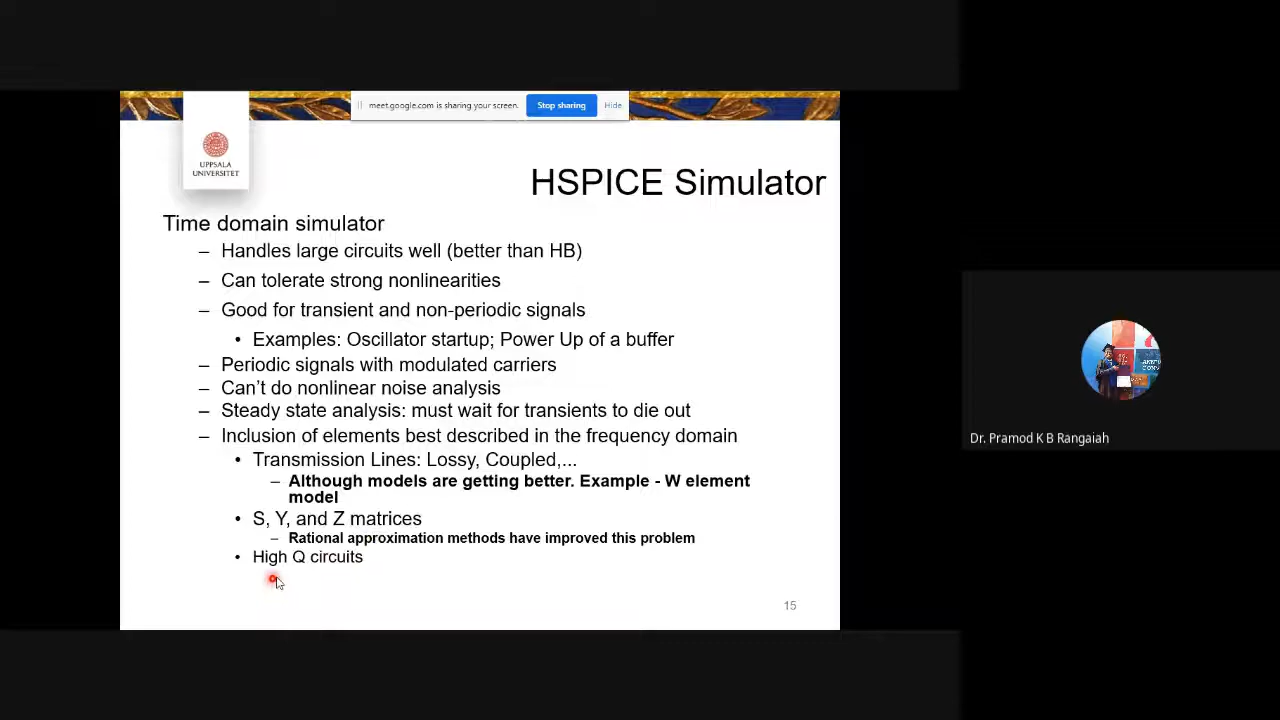 meet.google.com is sharing your screen. Stop sharing Hide
UPPSALA
UNIVERSITET
HSPICE Simulator
Time domain simulator
– Handles large circuits well (better than HB)
– Can tolerate strong nonlinearities
– Good for transient and non-periodic signals
• Examples: Oscillator startup; Power Up of a buffer
– Periodic signals with modulated carriers
– Can't do nonlinear noise analysis
– Steady state analysis: must wait for transients to die out
– Inclusion of elements best described in the frequency domain
• Transmission Lines: Lossy, Coupled,...
– Although models are getting better. Example - W element
model
• S, Y, and Z matrices
– Rational approximation methods have improved this problem
• High Q circuits
15
Dr. Pramod K B Rangaiah